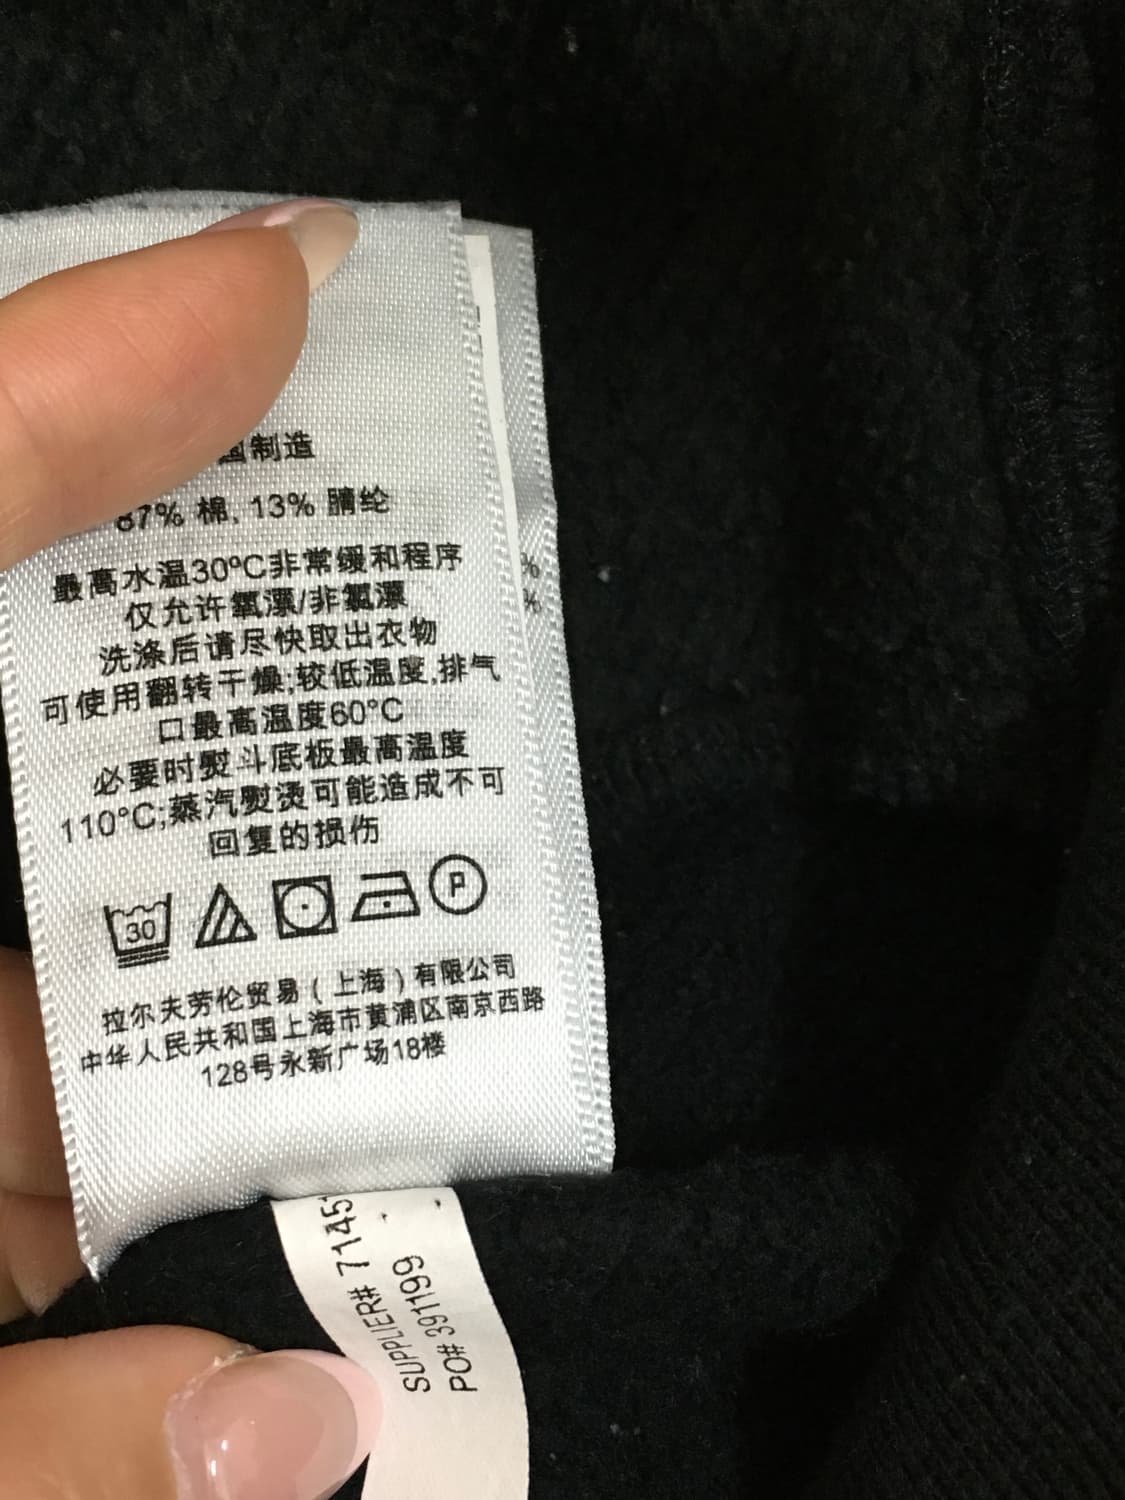 国制造
87% 棉, 13% 腈纶
最高水温30ºC非常缓和程序
仅允许氧漂/非氯漂
洗涤后请尽快取出衣物
可使用翻转干燥;较低温度,排气
口最高温度60°C
必要时熨斗底板最高温度
110°C;蒸汽熨烫可能造成不可
回复的损伤
30
P
拉尔夫劳伦贸易(上海)有限公司
中华人民共和国上海市黄浦区南京西路
128号永新广场18楼
%
%
SUPPLIER# 7145
PO# 391199